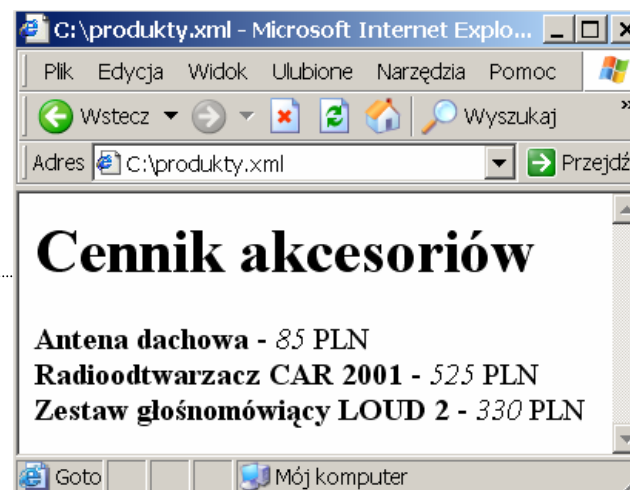 C:\produkty.xml - Microsoft Internet Explo...
Plik Edycja Widok Ulubione Narzędzia Pomoc
Wstecz Wyszukaj »
Adres C:\produkty.xml Przejdź
Cennik akcesoriów
Antena dachowa - 85 PLN
Radioodtwarzacz CAR 2001 - 525 PLN
Zestaw głośnomówiący LOUD 2 - 330 PLN
Goto Mój komputer